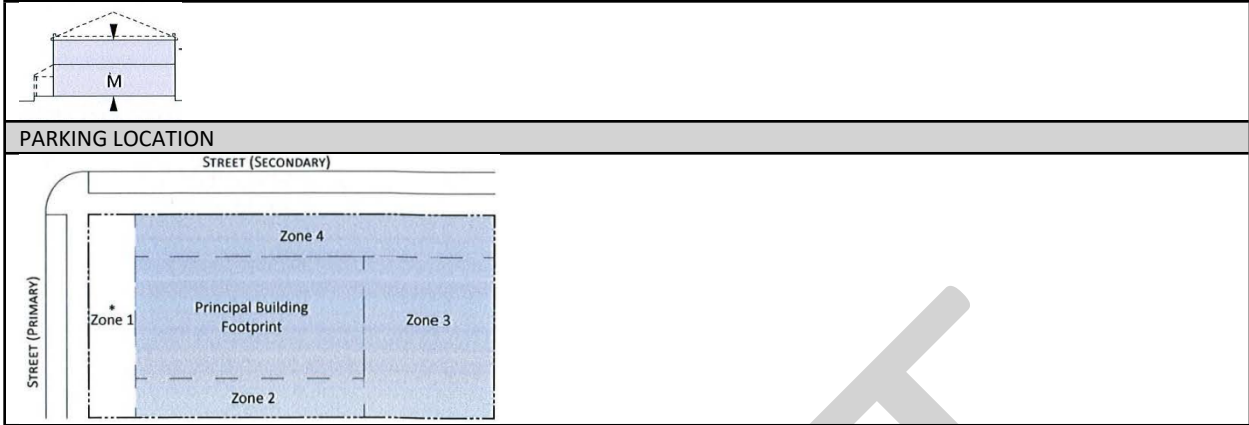 M
PARKING LOCATION
STREET (SECONDARY)
Zone 4
STREET (PRIMARY)
*
Zone 1
Principal Building
Footprint
Zone 3
Zone 2